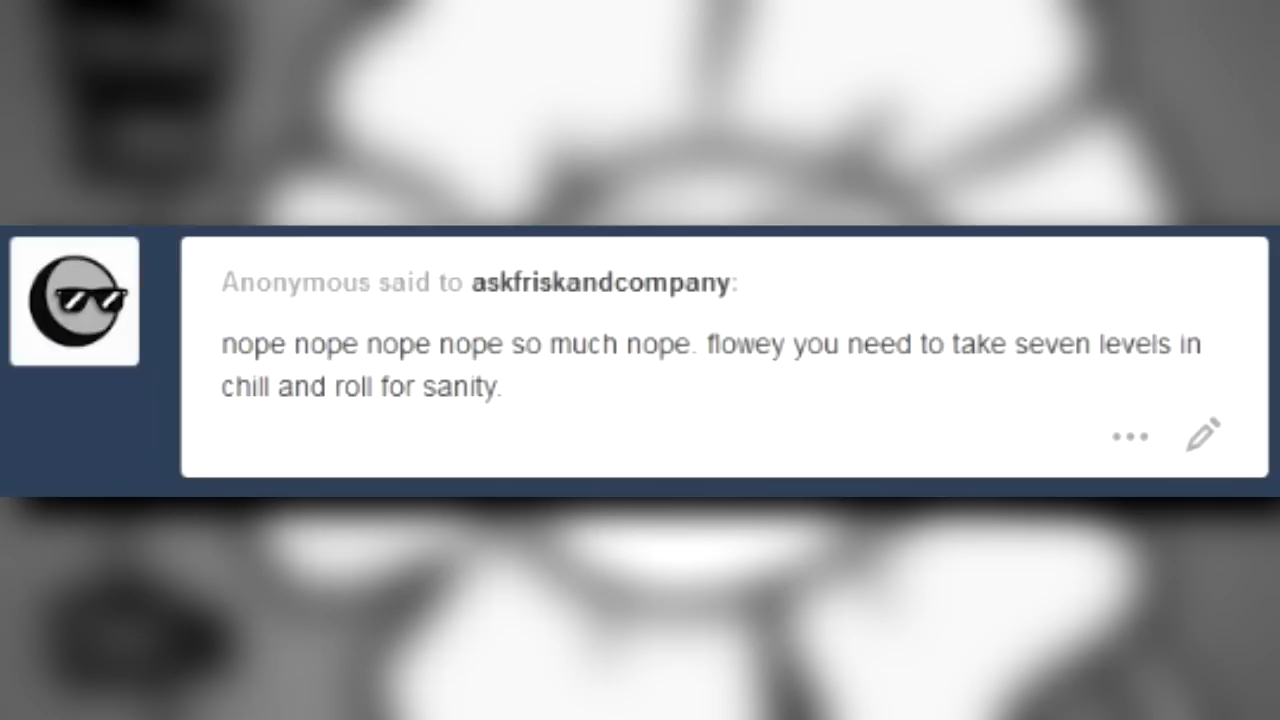 Anonymous said to askfriskandcompany:
nope nope nope nope so much nope. flowey you need to take seven levels in
chill and roll for sanity.